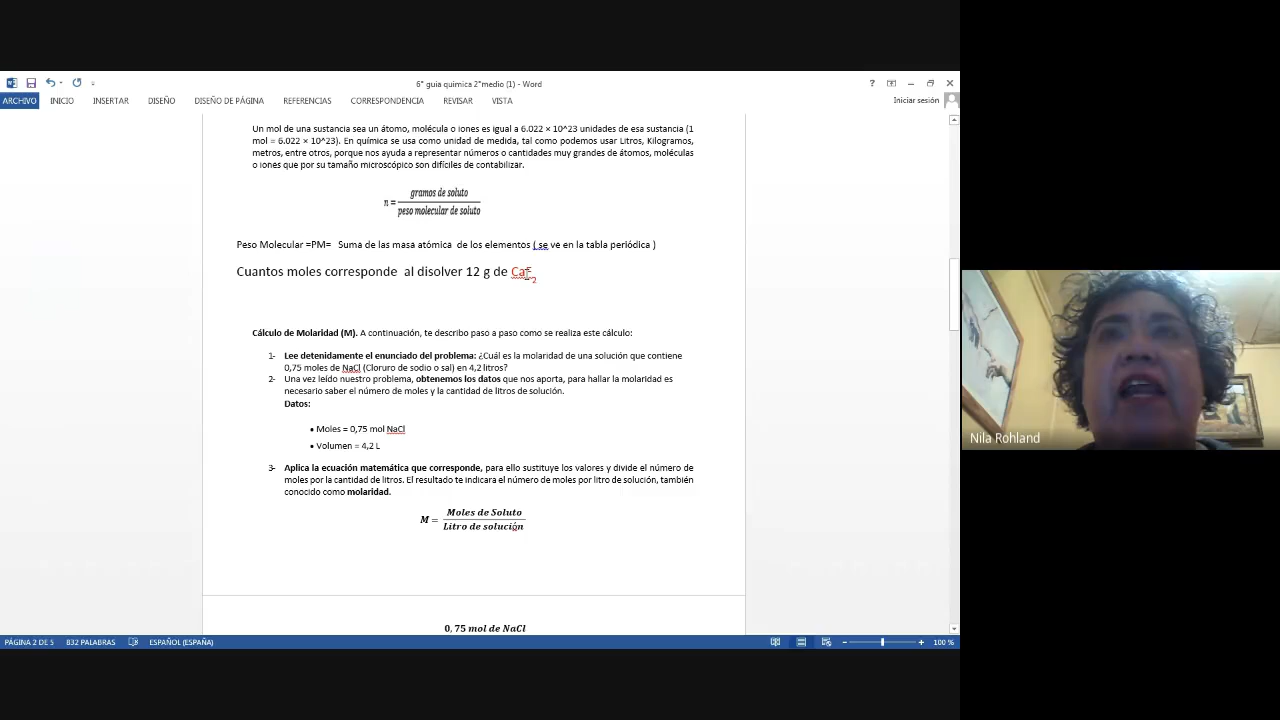 6° guia quimica 2°medio (1) - Word
ARCHIVO INICIO INSERTAR DISEÑO DISEÑO DE PÁGINA REFERENCIAS CORRESPONDENCIA REVISAR VISTA Iniciar sesión
Un mol de una sustancia sea un átomo, molécula o iones es igual a 6.022 × 10^23 unidades de esa sustancia (1
mol = 6.022 × 10^23). En química se usa como unidad de medida, tal como podemos usar Litros, Kilogramos,
metros, entre otros, porque nos ayuda a representar números o cantidades muy grandes de átomos, moléculas
o iones que por su tamaño microscópico son difíciles de contabilizar.
n = gramos de soluto
peso molecular de soluto
Peso Molecular =PM= Suma de las masa atómica de los elementos ( se ve en la tabla periódica )
Cuantos moles corresponde al disolver 12 g de
Cálculo de Molaridad (M). A continuación, te describo paso a paso como se realiza este cálculo:
1- Lee detenidamente el enunciado del problema: ¿Cuál es la molaridad de una solución que contiene
0,75 moles de NaCl (Cloruro de sodio o sal) en 4,2 litros?
2- Una vez leído nuestro problema, obtenemos los datos que nos aporta, para hallar la molaridad es
necesario saber el número de moles y la cantidad de litros de solución.
Datos:
• Moles = 0,75 mol NaCl
• Volumen = 4,2 L
3- Aplica la ecuación matemática que corresponde, para ello sustituye los valores y divide el número de
moles por la cantidad de litros. El resultado te indicara el número de moles por litro de solución, también
conocido como molaridad.
M = Moles de Soluto
Litro de solución
0,75 mol de NaCl
PÁGINA 2 DE 5 832 PALABRAS ESPAÑOL (ESPAÑA) 100 %
Nila Rohland